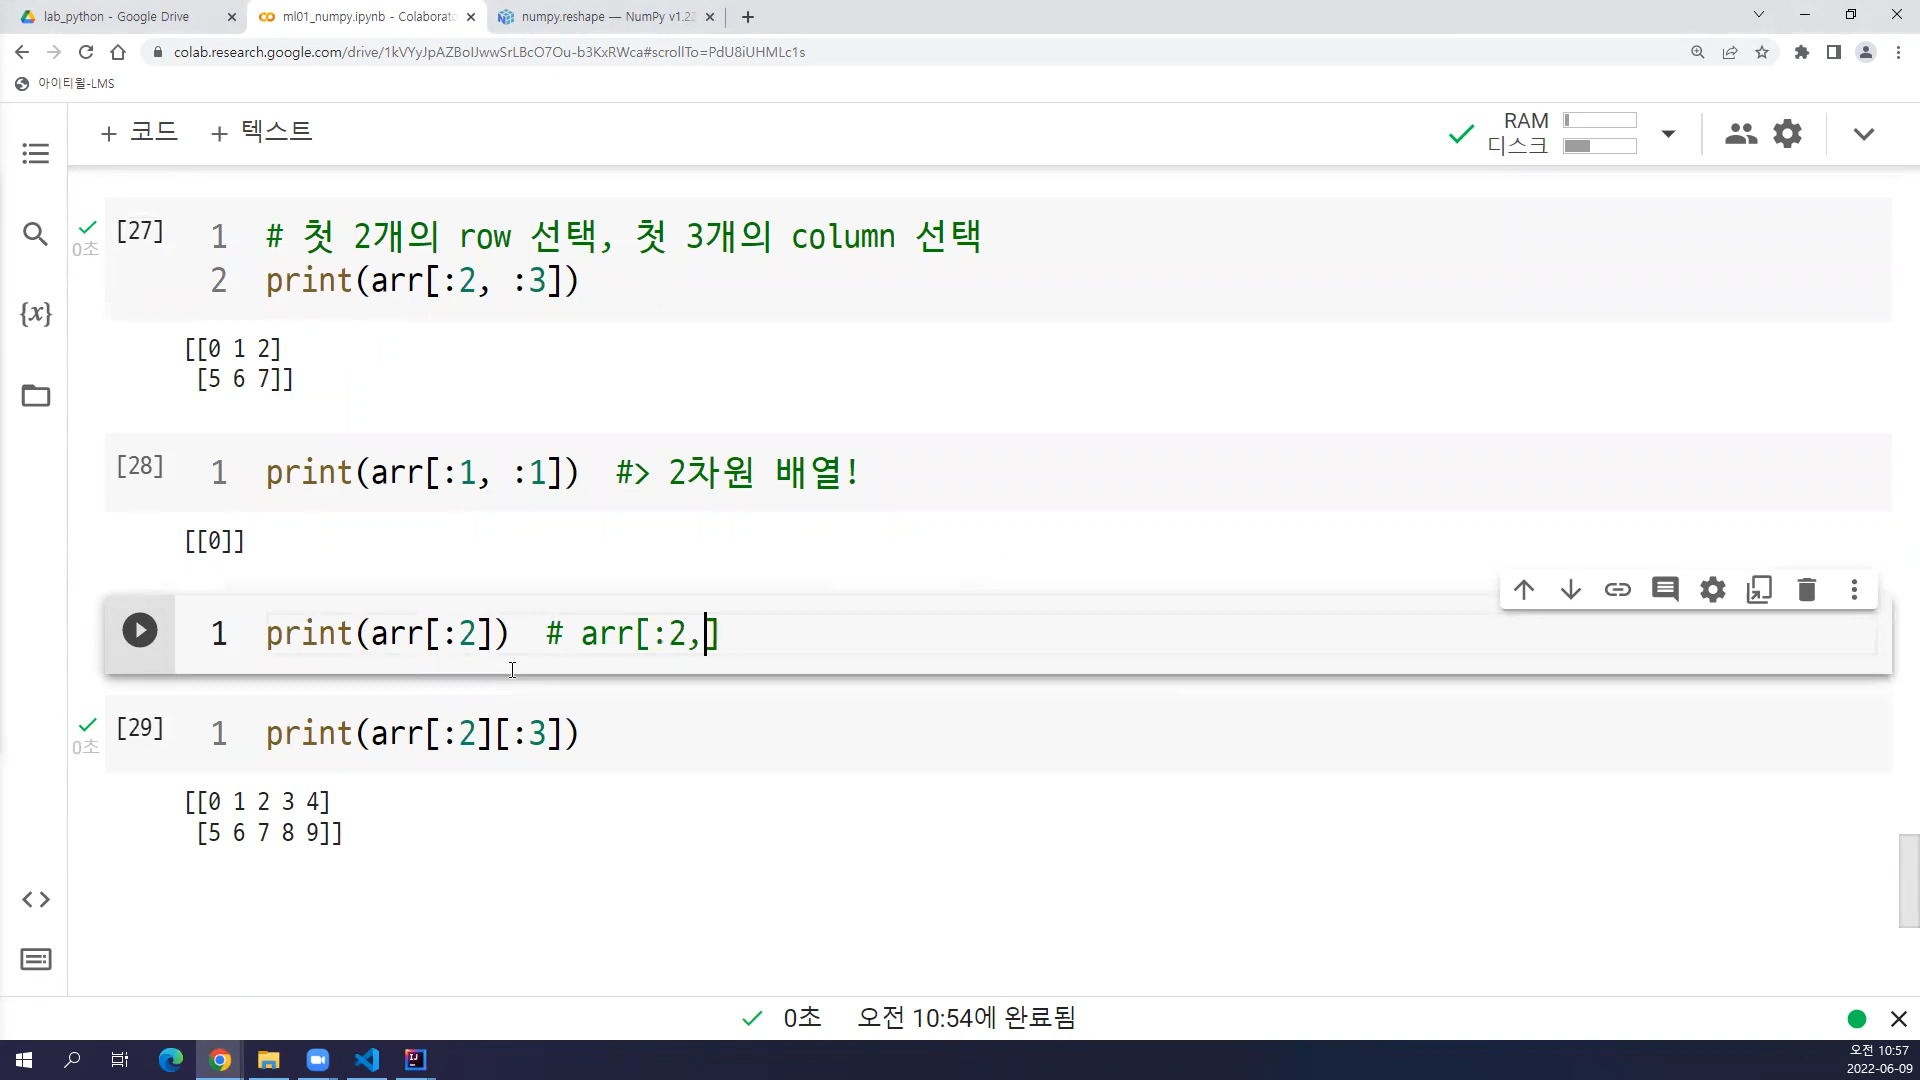 lab_python - Google Drive
ml01_numpy.ipynb - Colaborato
numpy.reshape — NumPy v1.22
colab.research.google.com/drive/1kVYyJpAZBoIJwwSrLBcO7Ou-b3KxRWca#scrollTo=PdU8iUHMLc1s
아이티윌-LMS
+ 코드 + 텍스트
RAM
디스크
[27] 1 # 첫 2개의 row 선택, 첫 3개의 column 선택
0초
2 print(arr[:2, :3])
[[0 1 2]
[5 6 7]]
[28] 1 print(arr[:1, :1]) #> 2차원 배열!
[[0]]
1 print(arr[:2]) # arr[:2,]
[29] 1 print(arr[:2][:3])
0초
[[0 1 2 3 4]
[5 6 7 8 9]]
0초 오전 10:54에 완료됨
오전 10:57
2022-06-09